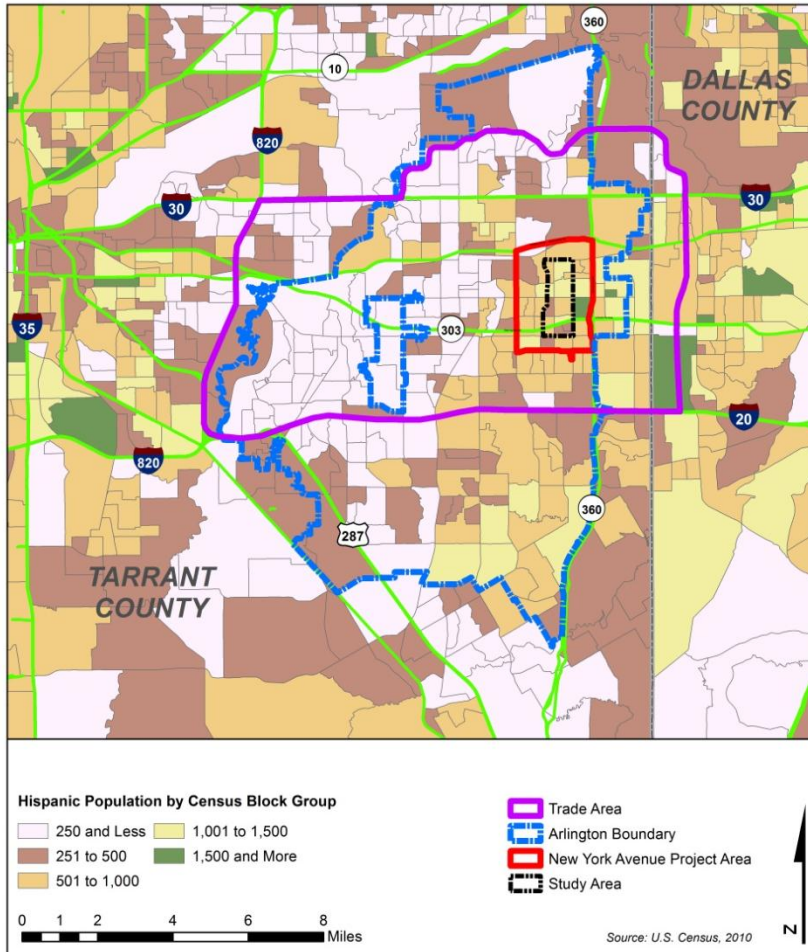 360
10
DALLAS
COUNTY
820
30
30
35
303
20
820
360
287
TARRANT
COUNTY
Hispanic Population by Census Block Group
250 and Less
251 to 500
501 to 1,000
1,001 to 1,500
1,500 and More
Trade Area
Arlington Boundary
New York Avenue Project Area
Study Area
0 1 2 4 6 8
Miles
Source: U.S. Census, 2010
N